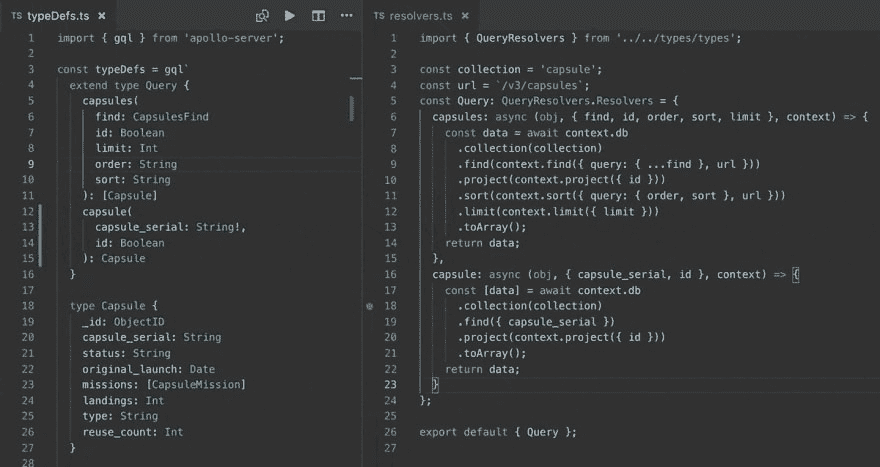 TS typeDefs.ts ×
1 import { gql } from 'apollo-server';
2
3 const typeDefs = gql`
4 extend type Query {
5 capsules(
6 find: CapsulesFind
7 id: Boolean
8 limit: Int
9 order: String
10 sort: String
11 ): [Capsule]
12 capsule(
13 capsule_serial: String!,
14 id: Boolean
15 ): Capsule
16 }
17
18 type Capsule {
19 _id: ObjectID
20 capsule_serial: String
21 status: String
22 original_launch: Date
23 missions: [CapsuleMission]
24 landings: Int
25 type: String
26 reuse_count: Int
27 }
28
TS resolvers.ts ×
1 import { QueryResolvers } from '../../types/types';
2
3 const collection = 'capsule';
4 const url = `/v3/capsules`;
5 const Query: QueryResolvers.Resolvers = {
6 capsules: async (obj, { find, id, order, sort, limit }, context) => {
7 const data = await context.db
8 .collection(collection)
9 .find(context.find({ query: { ...find }, url }))
10 .project(context.project({ id }))
11 .sort(context.sort({ query: { order, sort }, url }))
12 .limit(context.limit({ limit }))
13 .toArray();
14 return data;
15 },
16 capsule: async (obj, { capsule_serial, id }, context) => {
17 const [data] = await context.db
18 .collection(collection)
19 .find({ capsule_serial })
20 .project(context.project({ id }))
21 .toArray();
22 return data;
23 }
24 };
25
26 export default { Query };
27